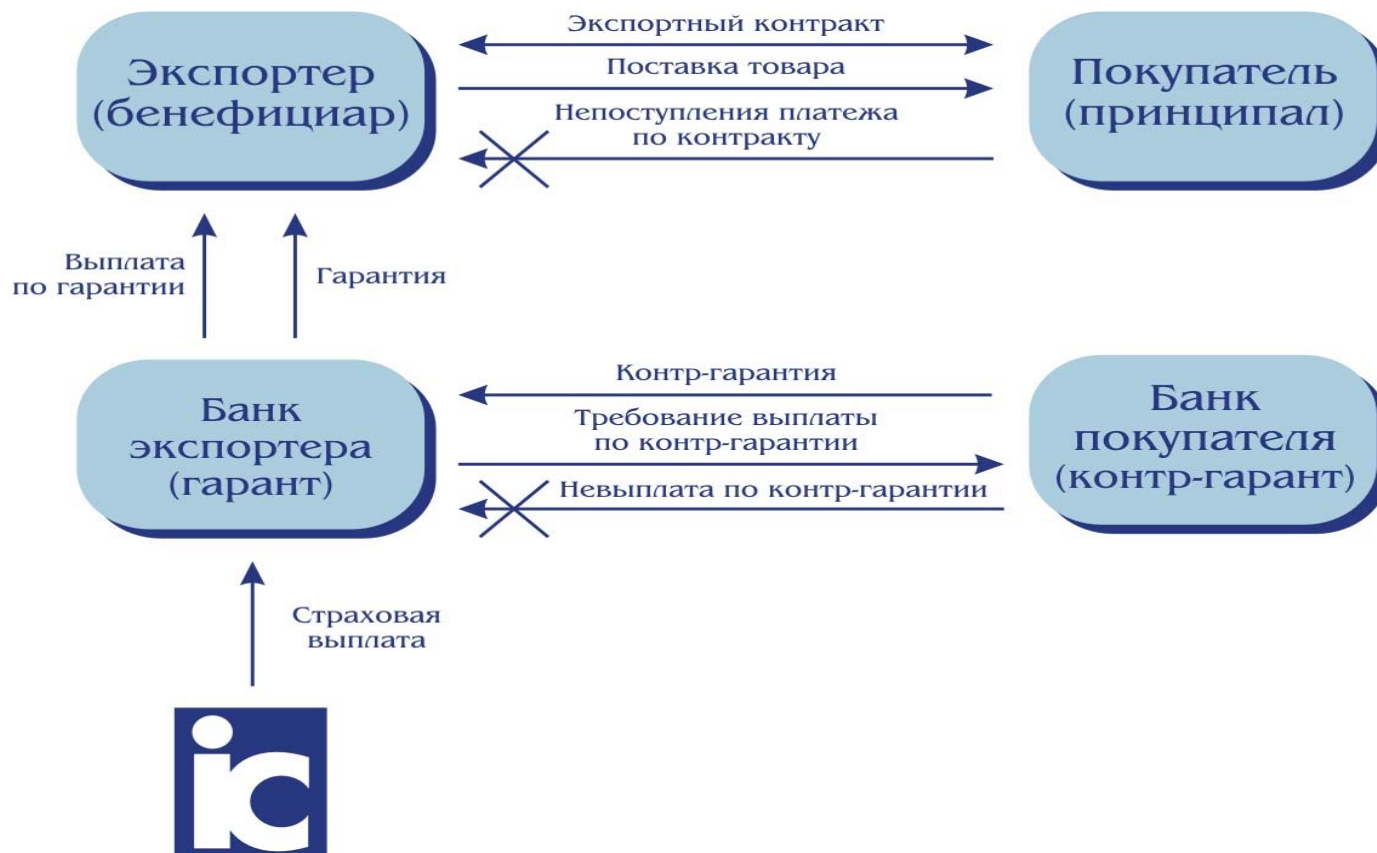 Экспортный контракт
Экспортер
(бенефициар)
Поставка товара
Непоступления платежа
по контракту
Покупатель
(принципал)
Выплата
по гарантии
Гарантия
Банк
экспортера
(гарант)
Контр-гарантия
Требование выплаты
по контр-гарантии
Невыплата по контр-гарантии
Банк
покупателя
(контр-гарант)
Страховая
выплата
ic